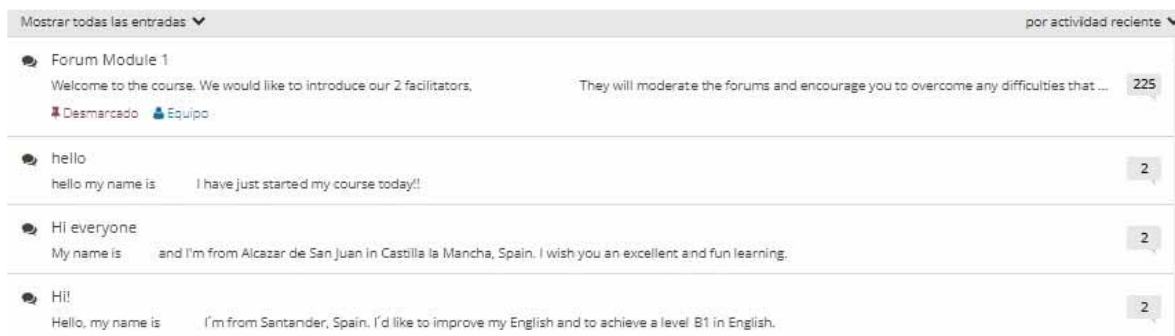 Mostrar todas las entradas
por actividad reciente
Forum Module 1
Welcome to the course. We would like to introduce our 2 facilitators, They will moderate the forums and encourage you to overcome any difficulties that ...
225
Desmarcado Equipo
hello
hello my name is I have just started my course today!!
2
Hi everyone
My name is and I'm from Alcazar de San Juan in Castilla la Mancha, Spain. I wish you an excellent and fun learning.
2
Hi!
Hello, my name is I´m from Santander, Spain. I´d like to improve my English and to achieve a level B1 in English.
2